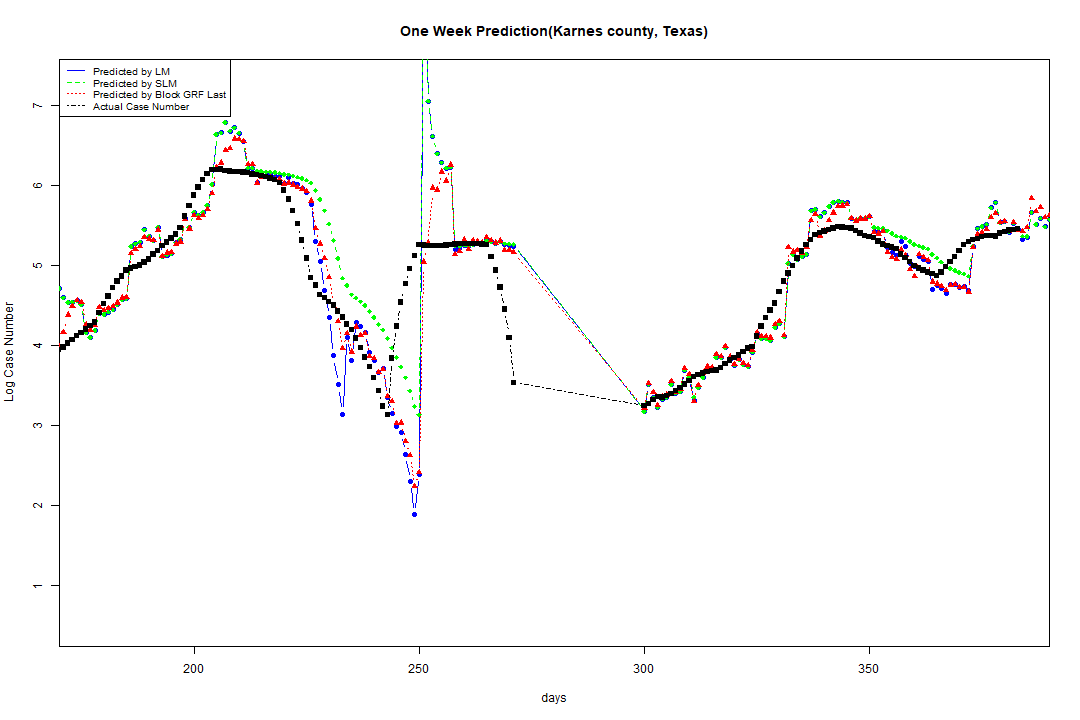 One Week Prediction(Karnes county, Texas)
Predicted by LM
Predicted by SLM
Predicted by Block GRF Last
Actual Case Number
7
6
5
4
3
2
1
Log Case Number
200 250 300 350
days